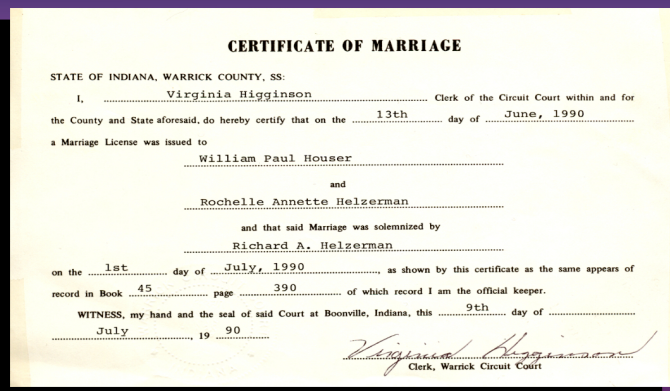 CERTIFICATE OF MARRIAGE
STATE OF INDIANA, WARRICK COUNTY, SS:
I, Virginia Higginson Clerk of the Circuit Court within and for
the County and State aforesaid, do hereby certify that on the 13th day of June, 1990
a Marriage License was issued to
William Paul Houser
and
Rochelle Annette Helzerman
and that said Marriage was solemnized by
Richard A. Helzerman
on the 1st day of July, 1990, as shown by this certificate as the same appears of
record in Book 45 page 390 of which record I am the official keeper.
WITNESS, my hand and the seal of said Court at Boonville, Indiana, this 9th day of
July, 19 90
Virginia Higginson
Clerk, Warrick Circuit Court